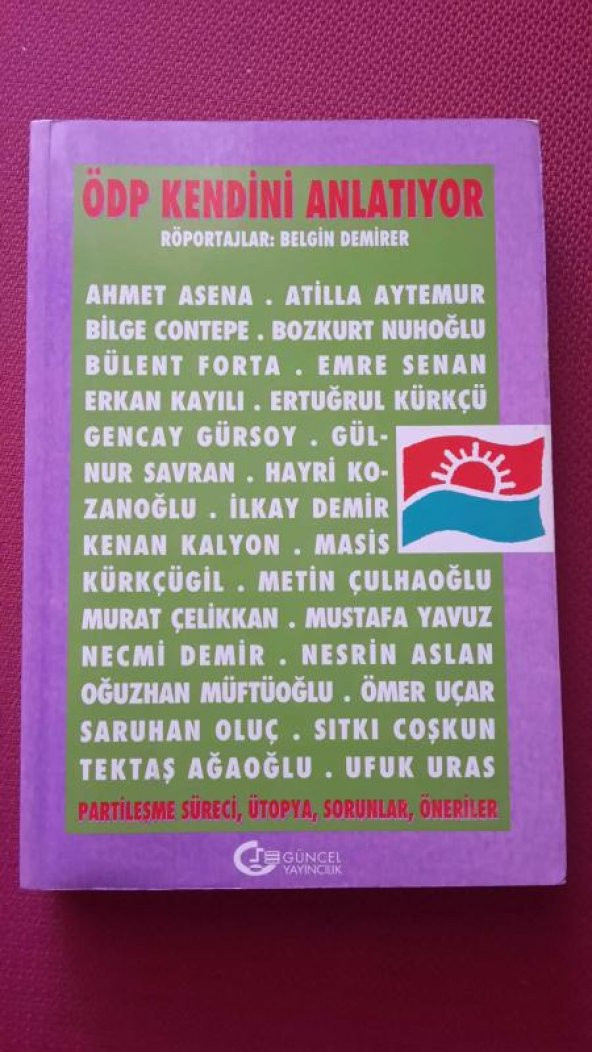 ÖDP KENDİNİ ANLATIYOR
RÖPORTAJLAR: BELGİN DEMİRER
AHMET ASENA . ATİLLA AYTEMUR
BİLGE CONTEPE . BOZKURT NUHOĞLU
BÜLENT FORTA . EMRE SENAN
ERKAN KAYILI . ERTUĞRUL KÜRKÇÜ
GENCAY GÜRSOY . GÜL-
NUR SAVRAN . HAYRİ KO-
ZANOĞLU . İLKAY DEMİR
KENAN KALYON . MASİS
KÜRKÇÜGİL . METİN ÇULHAOĞLU
MURAT ÇELİKKAN . MUSTAFA YAVUZ
NECMİ DEMİR . NESRİN ASLAN
OĞUZHAN MÜFTÜOĞLU . ÖMER UÇAR
SARUHAN OLUÇ . SITKI COŞKUN
TEKTAŞ AĞAOĞLU . UFUK URAS
PARTİLEŞME SÜRECİ, ÜTOPYA, SORUNLAR, ÖNERİLER
GÜNCEL
YAYINCILIK